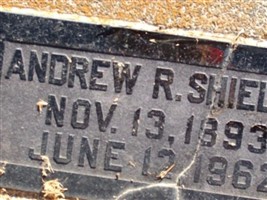 ANDREW R. SHIEL
NOV. 13, 1893
JUNE 12, 1962